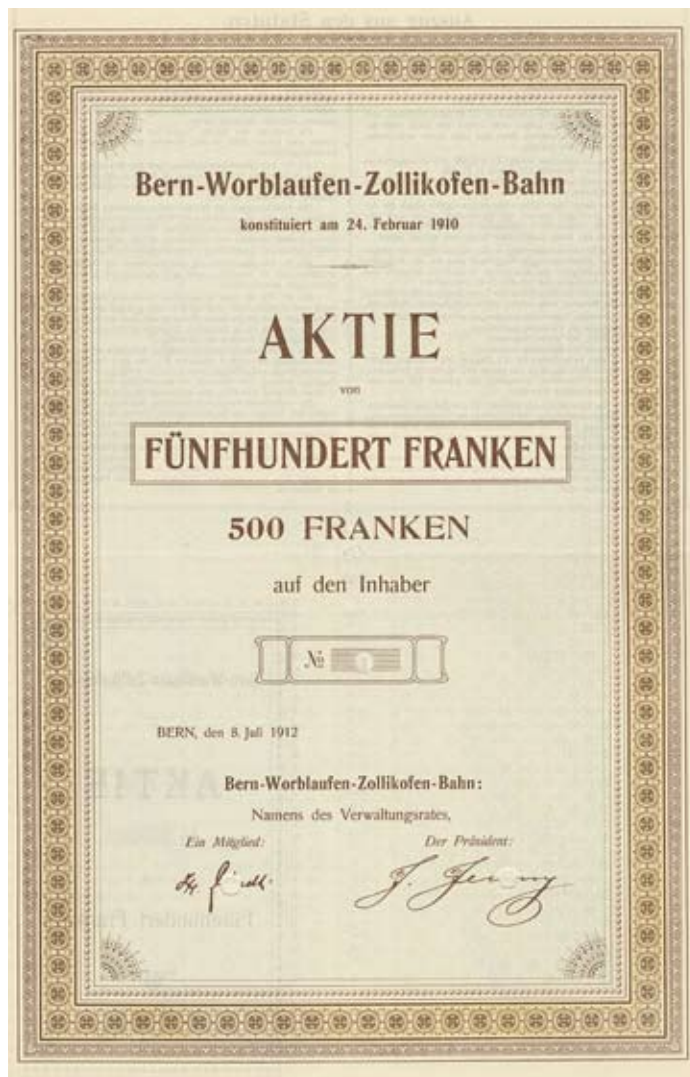 Bern-Worblaufen-Zollikofen-Bahn
konstituiert am 24. Februar 1910
AKTIE
von
FÜNFHUNDERT FRANKEN
500 FRANKEN
auf den Inhaber
№
BERN, den 8. Juli 1912
Bern-Worblaufen-Zollikofen-Bahn:
Namens des Verwaltungsrates,
Ein Mitglied: Der Präsident:
J. Jenny